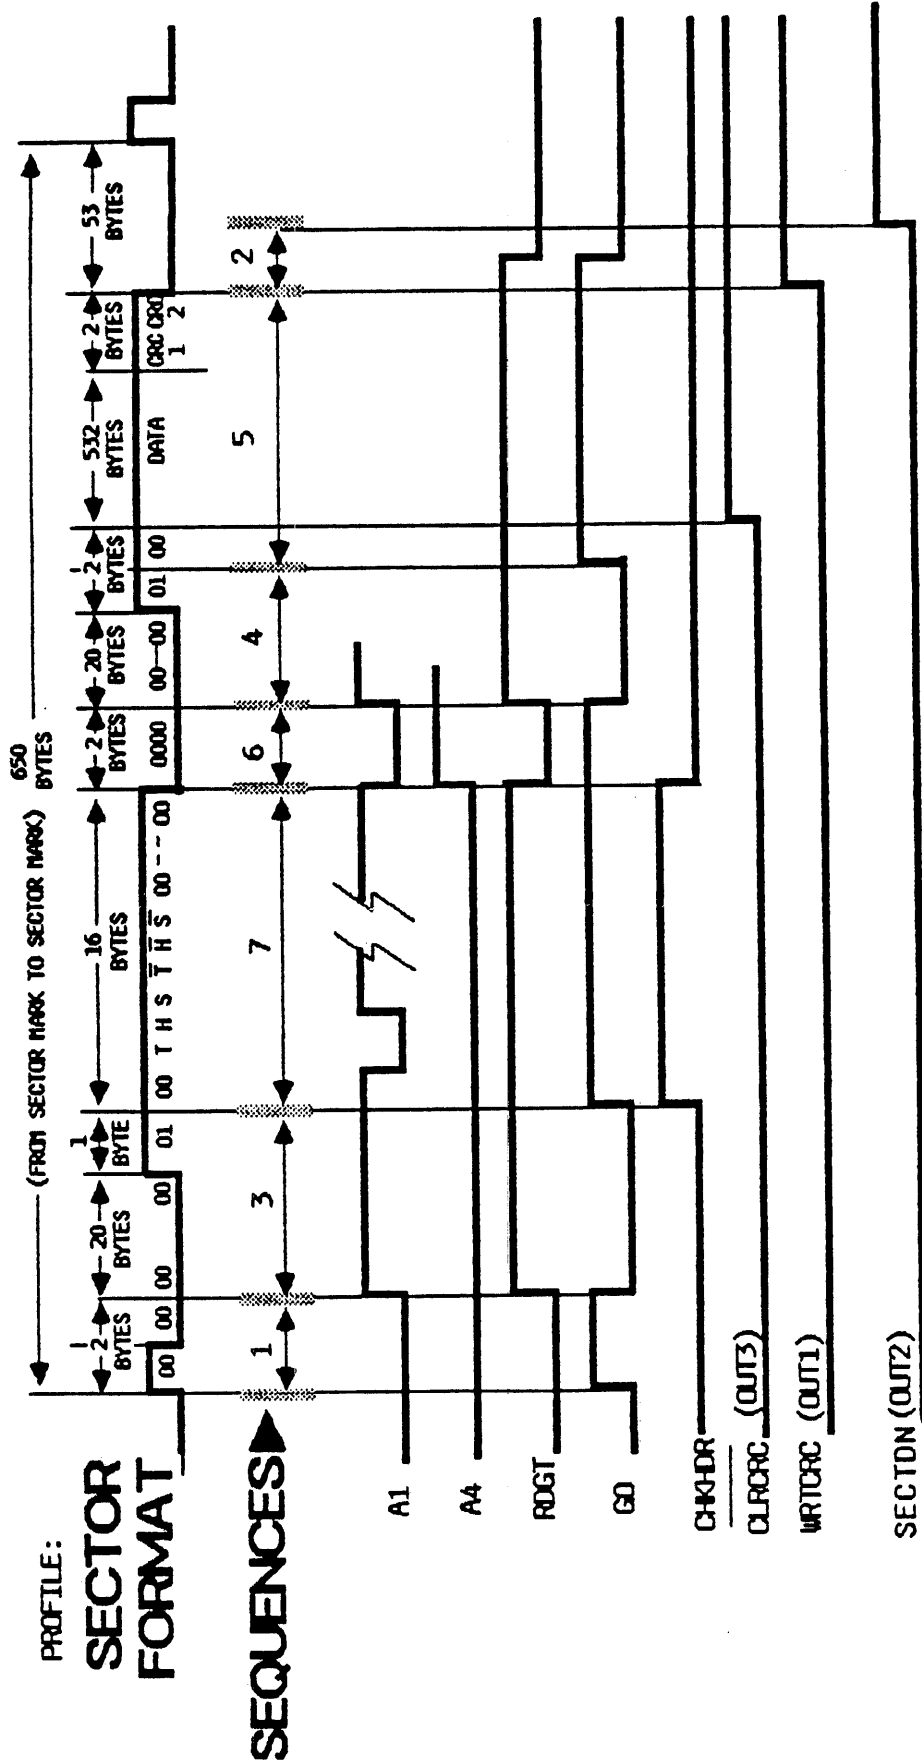 PROFILE:
SECTOR
FORMAT
(FROM SECTOR MARK TO SECTOR MARK) 650
BYTES
2
BYTES
20
BYTES
1
BYTE
16
BYTES
2
BYTES
20
BYTES
2
BYTES
532
BYTES
2
BYTES
53
BYTES
00 00 00 00 01 00 T H S T̅ H̅ S̅ 00 -- 00 0000 00--00 01 00 DATA CRC CRC
1 2
SEQUENCES
1 3 7 6 4 5 2
A1
A4
RDGT
GO
CHKHDR
CLRCRC (OUT3)
WRTCRC (OUT1)
SECTDN (OUT2)